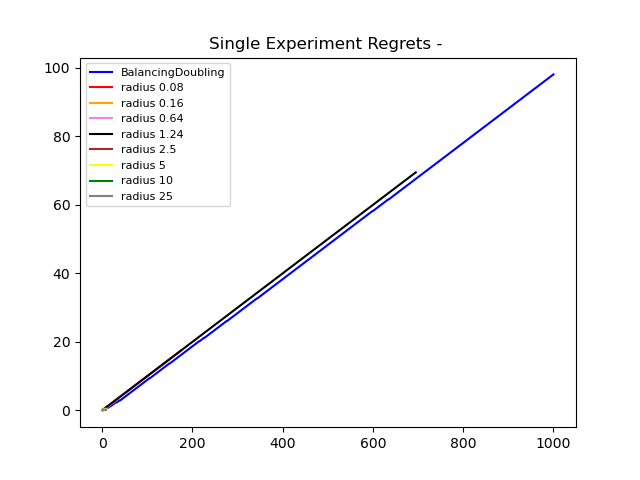 Single Experiment Regrets -
100
80
60
40
20
0
BalancingDoubling
radius 0.08
radius 0.16
radius 0.64
radius 1.24
radius 2.5
radius 5
radius 10
radius 25
0 200 400 600 800 1000